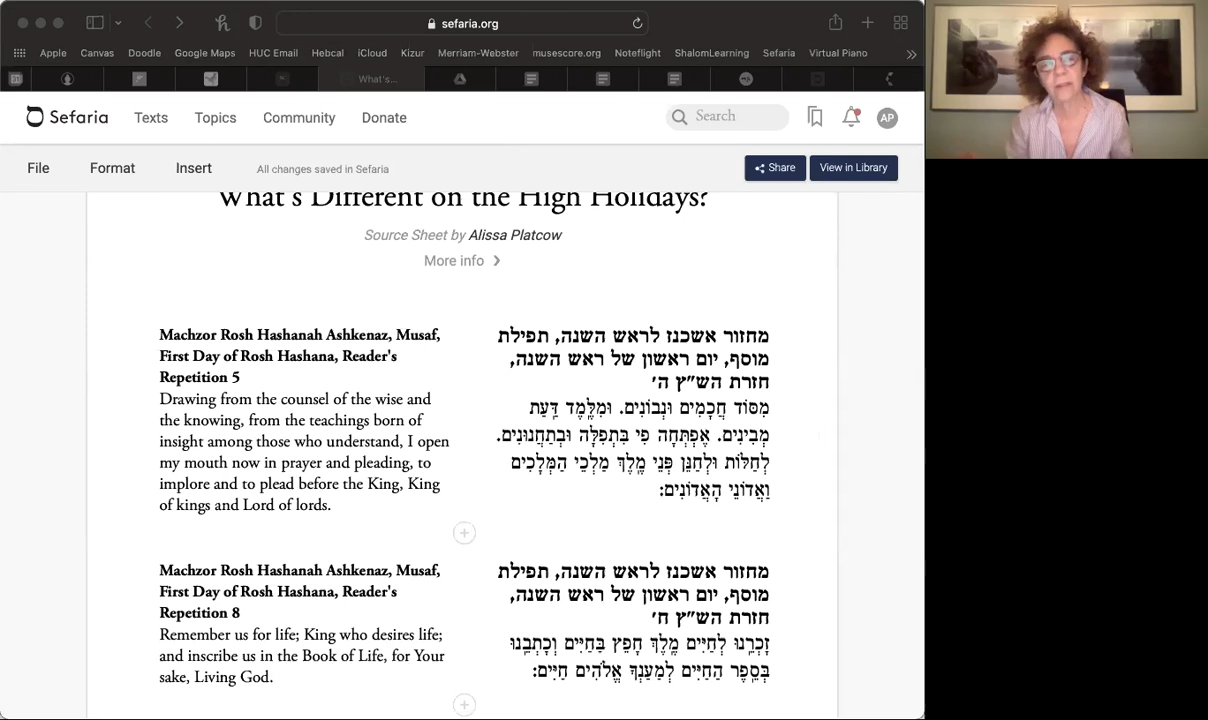 sefaria.org
Apple Canvas Doodle Google Maps HUC Email Hebcal iCloud Kizur Merriam-Webster musescore.org Noteflight ShalomLearning Sefaria Virtual Piano »
What's...
Sefaria Texts Topics Community Donate Search AP
File Format Insert All changes saved in Sefaria Share View in Library
What's Different on the High Holidays?
Source Sheet by Alissa Platcow
More info
Machzor Rosh Hashanah Ashkenaz, Musaf,
First Day of Rosh Hashana, Reader's
Repetition 5
Drawing from the counsel of the wise and
the knowing, from the teachings born of
insight among those who understand, I open
my mouth now in prayer and pleading, to
implore and to plead before the King, King
of kings and Lord of lords.
מחזור אשכנז לראש השנה, תפילת
מוסף, יום ראשון של ראש השנה,
חזרת הש״ץ ה׳
מִסּוֹד חֲכָמִים וּנְבוֹנִים. וּמִלֶּֽמֶד דַּֽעַת
מְבִינִים. אֶפְתְּחָה פִי בִּתְפִלָּה וּבְתַחֲנוּנִים.
לְחַלּוֹת וּלְחַנֵּן פְּנֵי מֶֽלֶךְ מַלְכֵי הַמְּלָכִים
וַאֲדוֹנֵי הָאֲדוֹנִים:
Machzor Rosh Hashanah Ashkenaz, Musaf,
First Day of Rosh Hashana, Reader's
Repetition 8
Remember us for life; King who desires life;
and inscribe us in the Book of Life, for Your
sake, Living God.
מחזור אשכנז לראש השנה, תפילת
מוסף, יום ראשון של ראש השנה,
חזרת הש״ץ ח׳
זָכְרֵֽנוּ לְחַיִּים מֶֽלֶךְ חָפֵץ בַּחַיִּים וְכָתְבֵֽנוּ
בְּסֵֽפֶר הַחַיִּים לְמַעַנְךָ אֱלֹהִים חַיִּים: